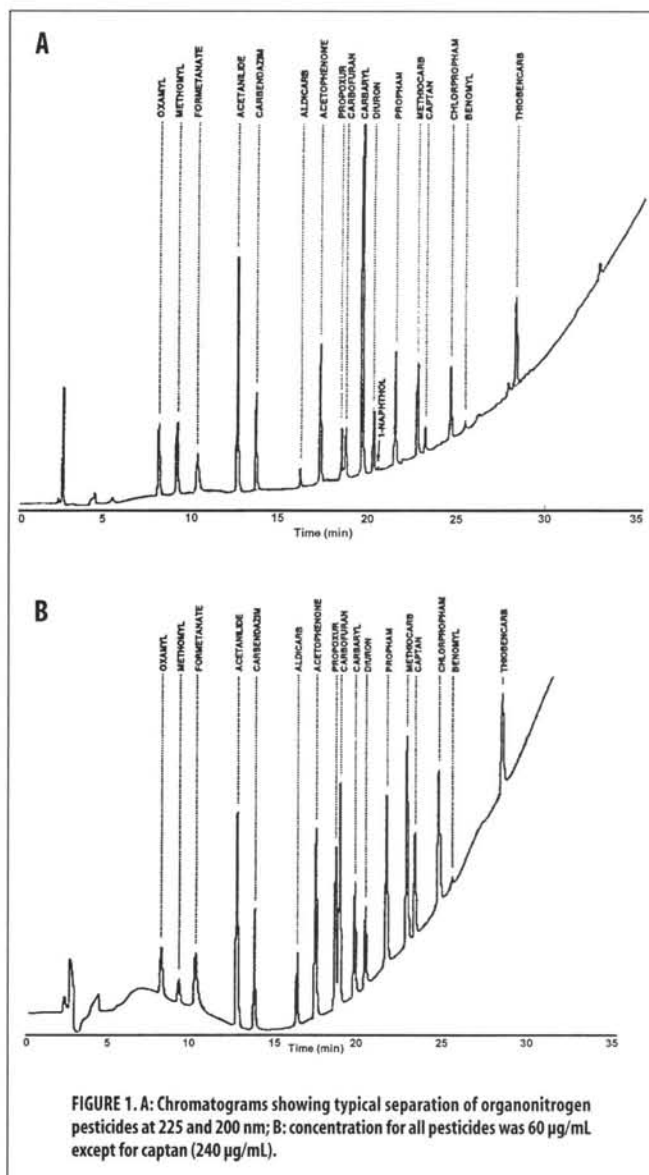 A
OXAMYL
METHOMYL
FORMETANATE
ACETANILIDE
CARBENDAZIM
ALDICARB
ACETOPHENONE
PROPOXUR
CARBOFURAN
CARBARYL
DIURON
1-NAPHTHOL
PROPHAM
METHIOCARB
CAPTAN
CHLORPROPHAM
BENOMYL
THIOBENCARB
0 5 10 15 20 25 30 35
Time (min)
B
OXAMYL
METHOMYL
FORMETANATE
ACETANILIDE
CARBENDAZIM
ALDICARB
ACETOPHENONE
PROPOXUR
CARBOFURAN
CARBARYL
DIURON
PROPHAM
METHIOCARB
CAPTAN
CHLORPROPHAM
BENOMYL
THIOBENCARB
0 5 10 15 20 25 30 35
Time (min)
FIGURE 1. A: Chromatograms showing typical separation of organonitrogen
pesticides at 225 and 200 nm; B: concentration for all pesticides was 60 µg/mL
except for captan (240 µg/mL).